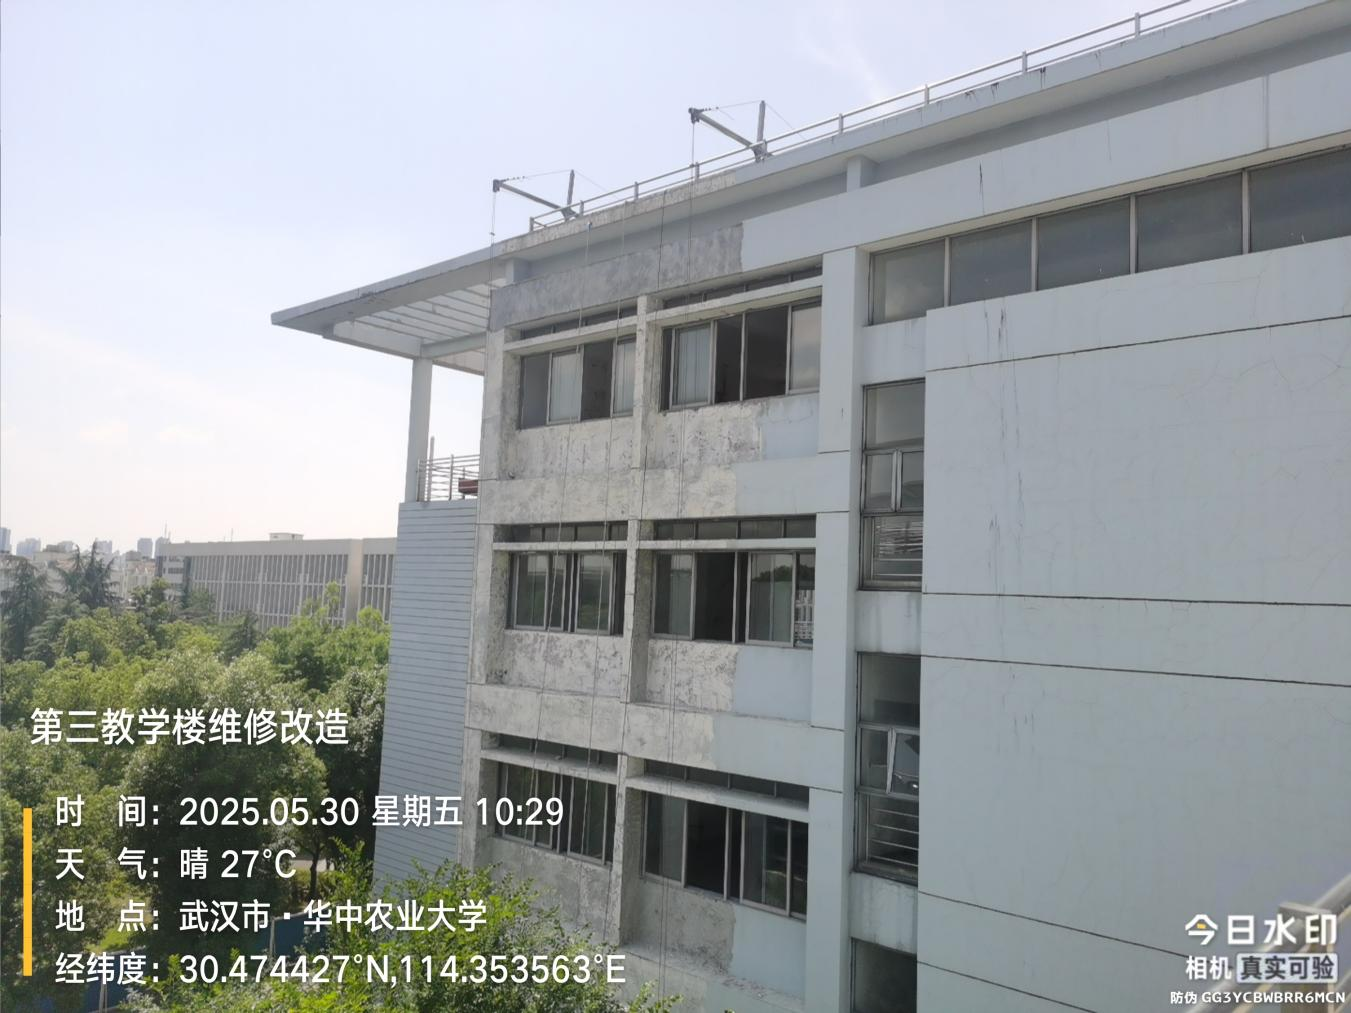 第三教学楼维修改造
时 间：2025.05.30 星期五 10:29
天 气：晴 27°C
地 点：武汉市·华中农业大学
经纬度：30.474427°N,114.353563°E
今日水印
相机 真实可验
防伪 GG3YCBWBRR6MCN